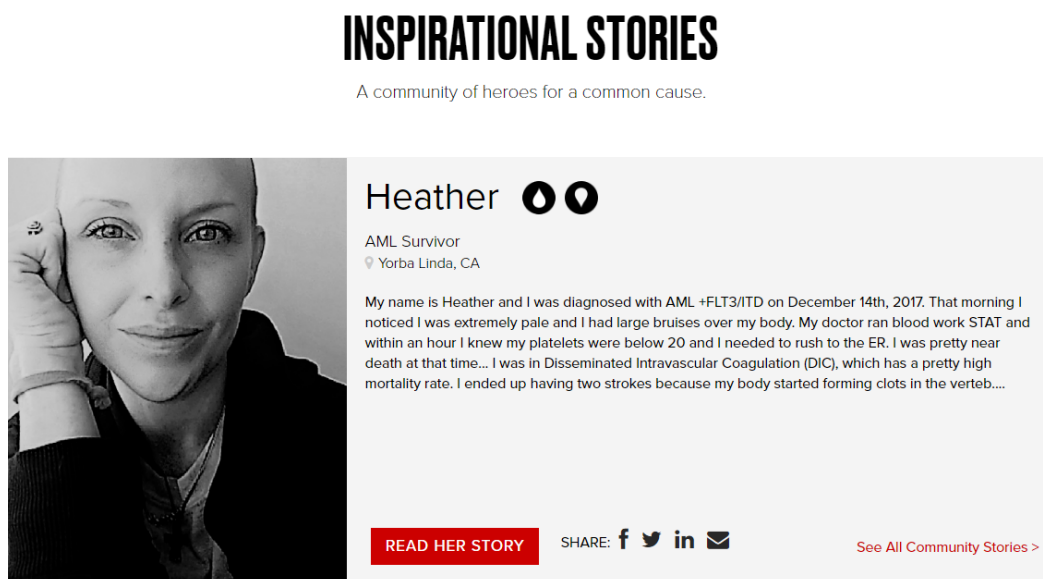 INSPIRATIONAL STORIES
A community of heroes for a common cause.
Heather
AML Survivor
Yorba Linda, CA
My name is Heather and I was diagnosed with AML +FLT3/ITD on December 14th, 2017. That morning I
noticed I was extremely pale and I had large bruises over my body. My doctor ran blood work STAT and
within an hour I knew my platelets were below 20 and I needed to rush to the ER. I was pretty near
death at that time... I was in Disseminated Intravascular Coagulation (DIC), which has a pretty high
mortality rate. I ended up having two strokes because my body started forming clots in the verteb....
READ HER STORY
SHARE:
See All Community Stories >